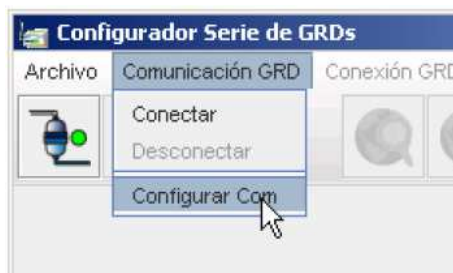 Configurador Serie de GRDs
Archivo Comunicación GRD Conexión GRD
Conectar
Desconectar
Configurar Com